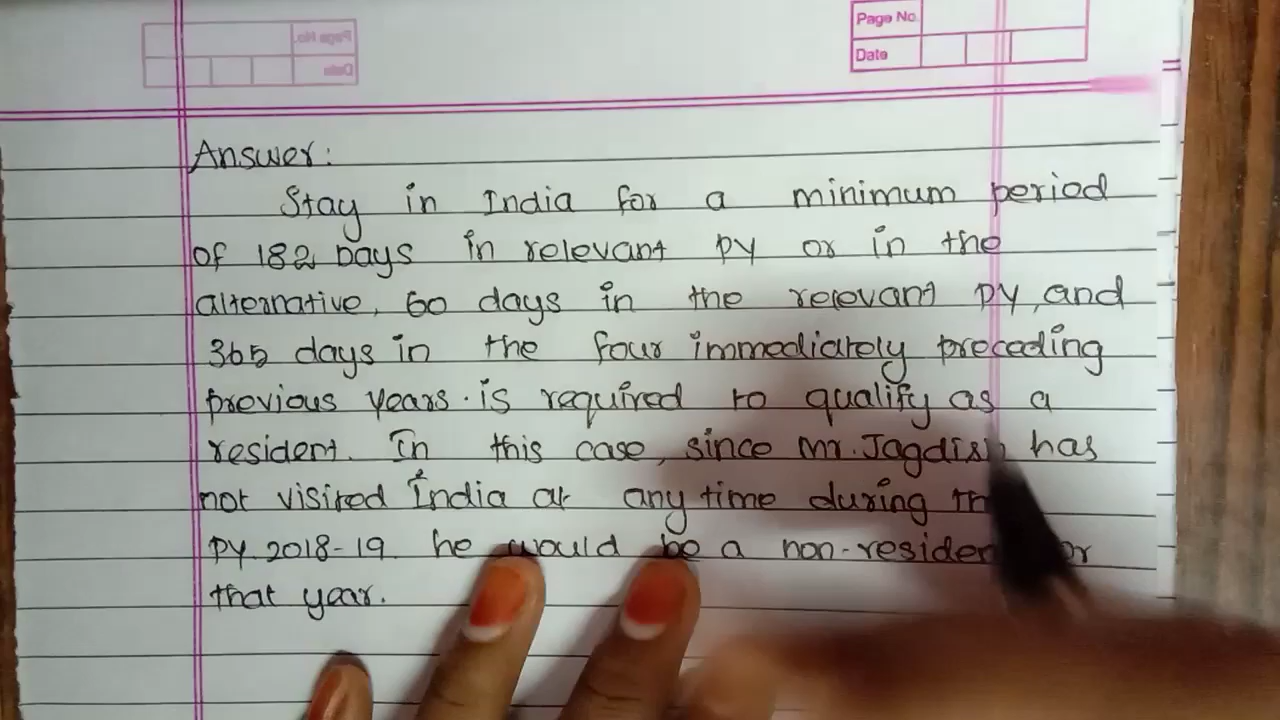 Page No.
Date
Answer:
Stay in India for a minimum period
of 182 Days in relevant PY or in the
alternative, 60 days in the relevant PY, and
365 days in the four immediately preceding
previous years. is required to qualify as a
resident. In this case, since Mr. Jagdish has
not visited India at any time during
PY. 2018-19. he would be a non-resident
that year.